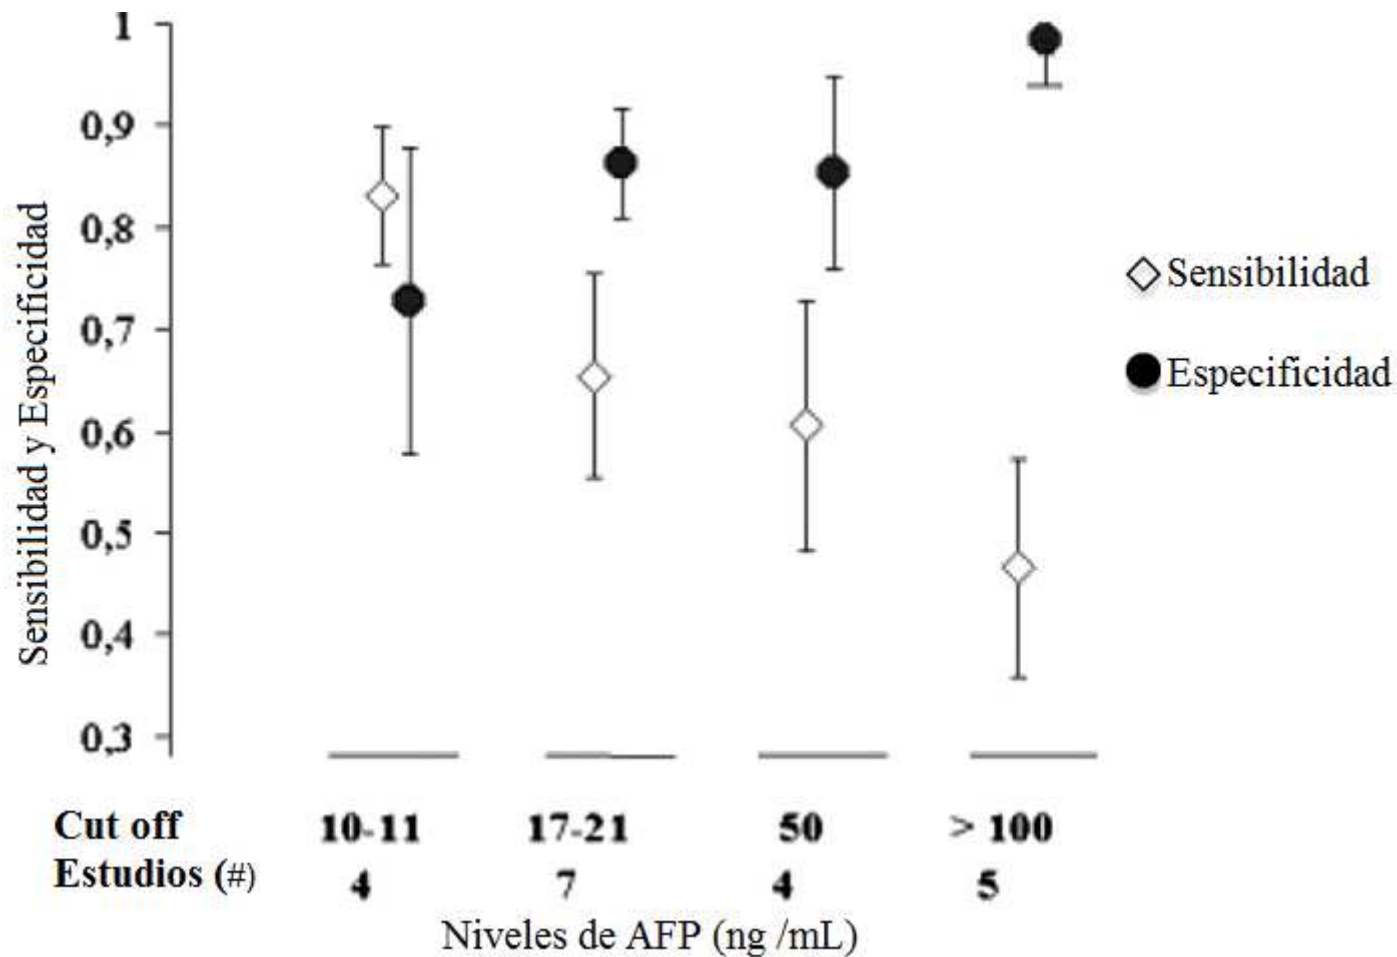 1
0,9
0,8
0,7
0,6
0,5
0,4
0,3
Sensibilidad y Especificidad
Sensibilidad
Especificidad
Cut off 10-11 17-21 50 > 100
Estudios (#) 4 7 4 5
Niveles de AFP (ng /mL)